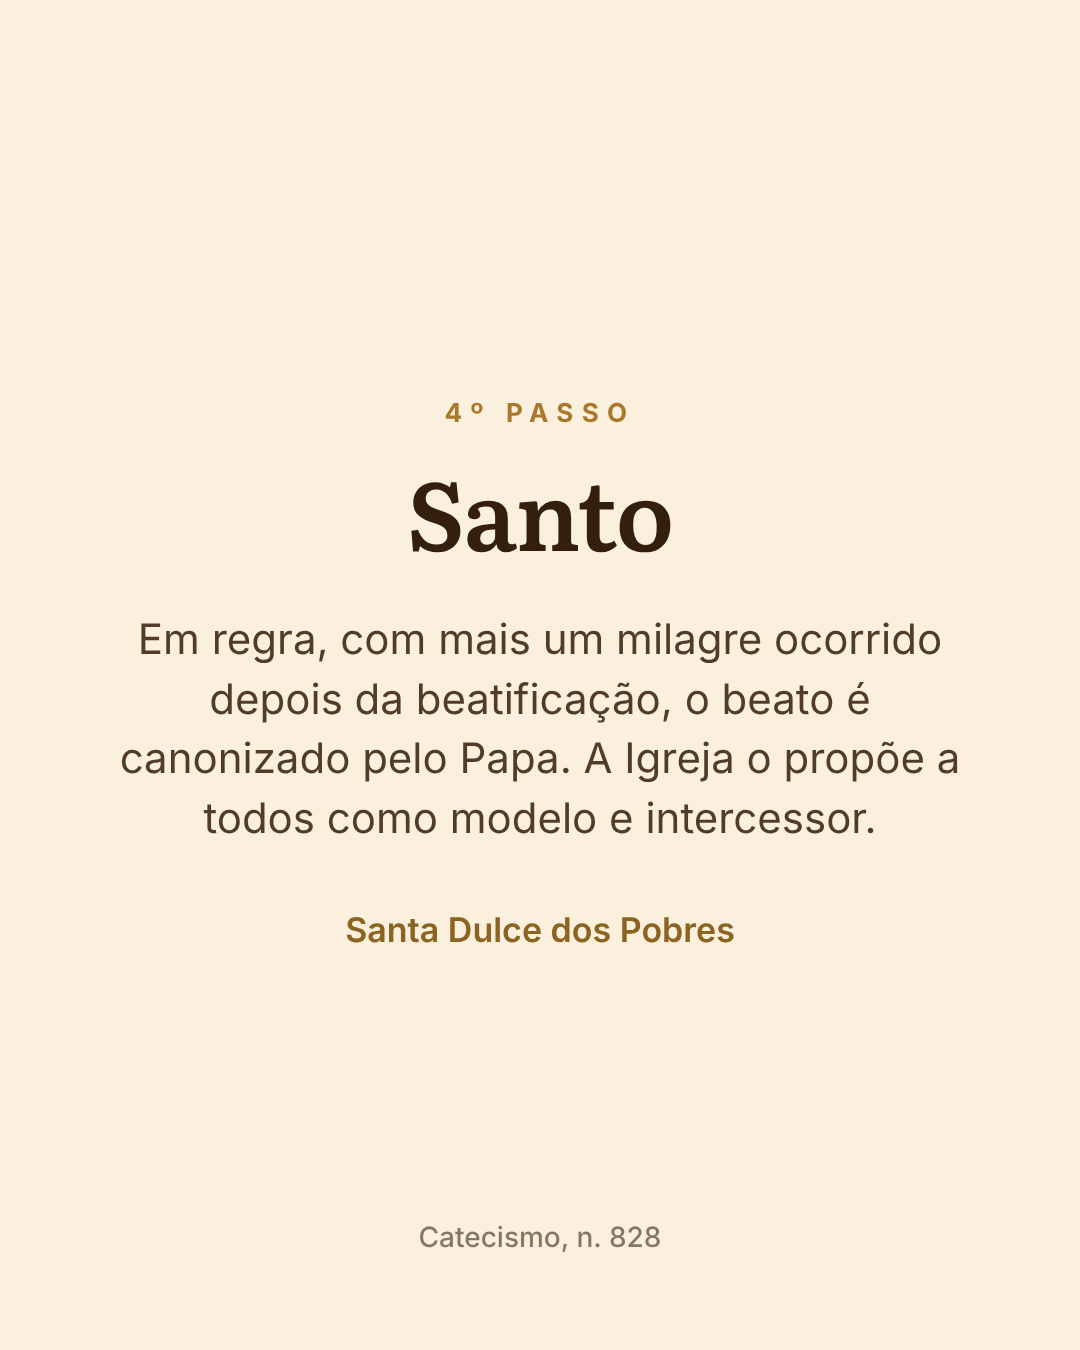 4º PASSO
Santo
Em regra, com mais um milagre ocorrido
depois da beatificação, o beato é
canonizado pelo Papa. A Igreja o propõe a
todos como modelo e intercessor.
Santa Dulce dos Pobres
Catecismo, n. 828